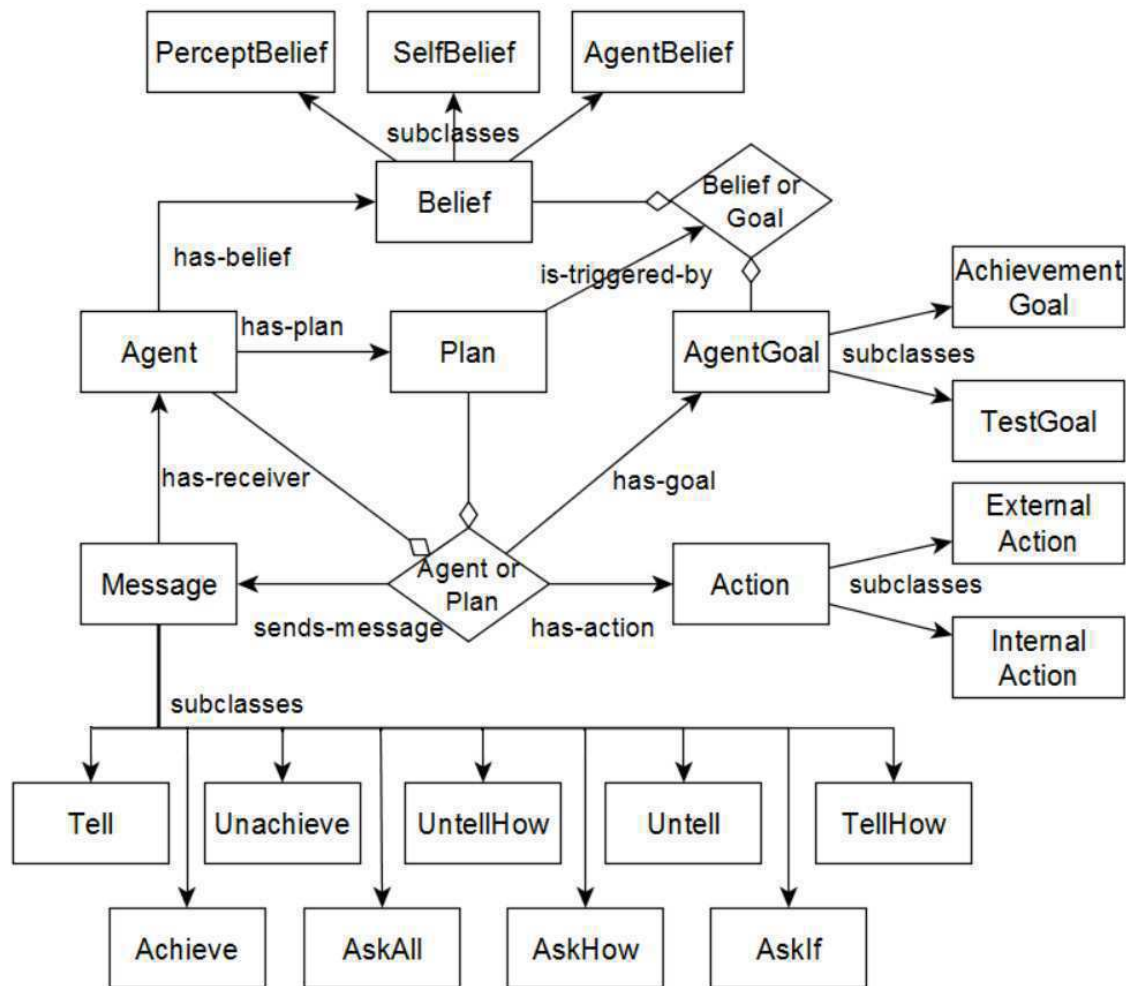 PerceptBelief
SelfBelief
AgentBelief
subclasses
Belief
Belief or
Goal
has-belief
is-triggered-by
Achievement
Goal
has-plan
Agent
Plan
AgentGoal
subclasses
TestGoal
has-receiver
has-goal
External
Action
Message
Agent or
Plan
Action
subclasses
sends-message
has-action
Internal
Action
subclasses
Tell
Unachieve
UntellHow
Untell
TellHow
Achieve
AskAll
AskHow
AskIf